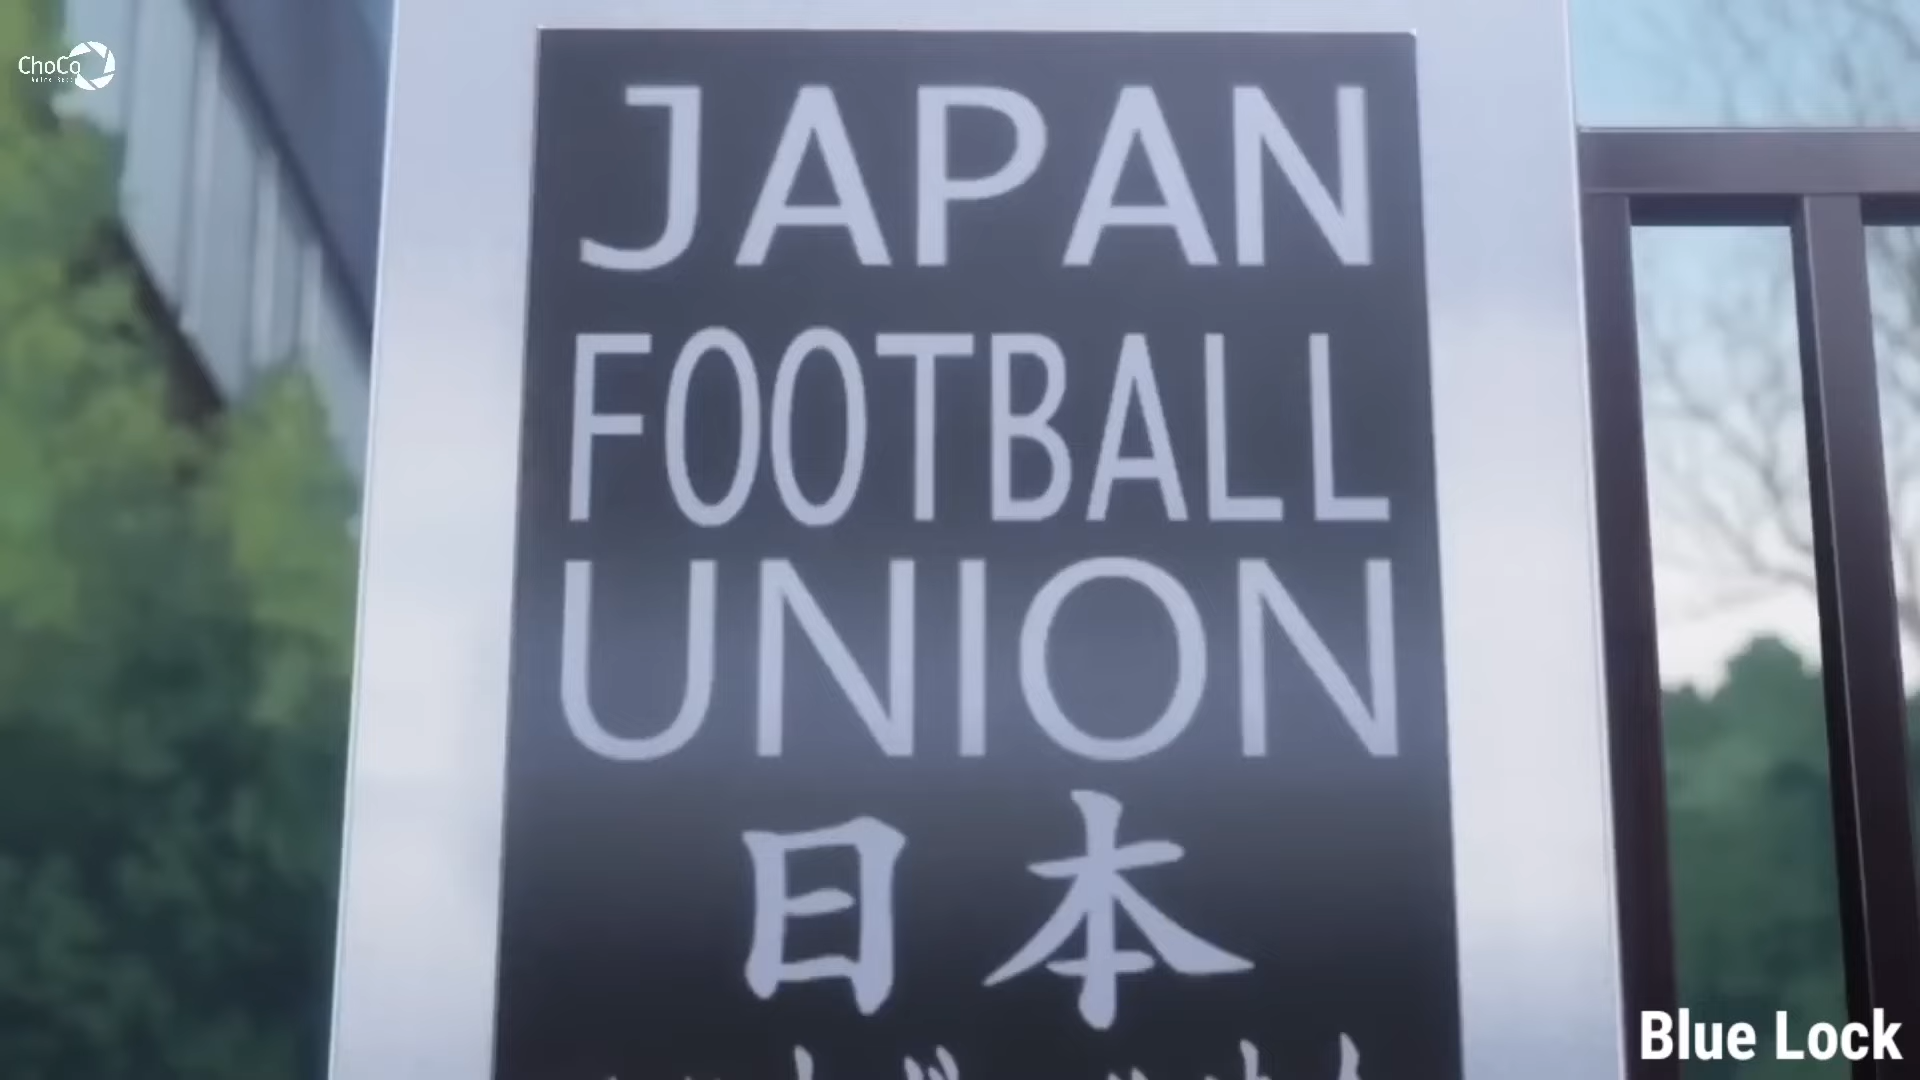 ChoCo
JAPAN
FOOTBALL
UNION
日本
Blue Lock